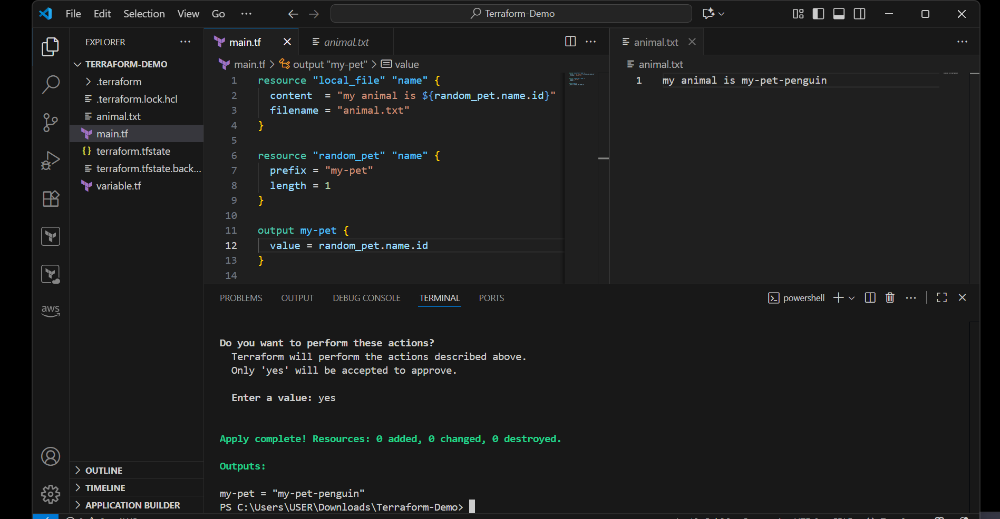 File Edit Selection View Go ···
Terraform-Demo
EXPLORER ···
TERRAFORM-DEMO
.terraform
.terraform.lock.hcl
animal.txt
main.tf
terraform.tfstate
terraform.tfstate.back...
variable.tf
aws
OUTLINE
TIMELINE
APPLICATION BUILDER
main.tf
animal.txt
main.tf > output "my-pet" > value
1 resource "local_file" "name" {
2 content  = "my animal is ${random_pet.name.id}"
3 filename = "animal.txt"
4 }
5
6 resource "random_pet" "name" {
7 prefix = "my-pet"
8 length = 1
9 }
10
11 output my-pet {
12 value = random_pet.name.id
13 }
14
animal.txt
animal.txt
1 my animal is my-pet-penguin
PROBLEMS OUTPUT DEBUG CONSOLE TERMINAL PORTS
powershell
Do you want to perform these actions?
Terraform will perform the actions described above.
Only 'yes' will be accepted to approve.
Enter a value: yes
Apply complete! Resources: 0 added, 0 changed, 0 destroyed.
Outputs:
my-pet = "my-pet-penguin"
PS C:\Users\USER\Downloads\Terraform-Demo>